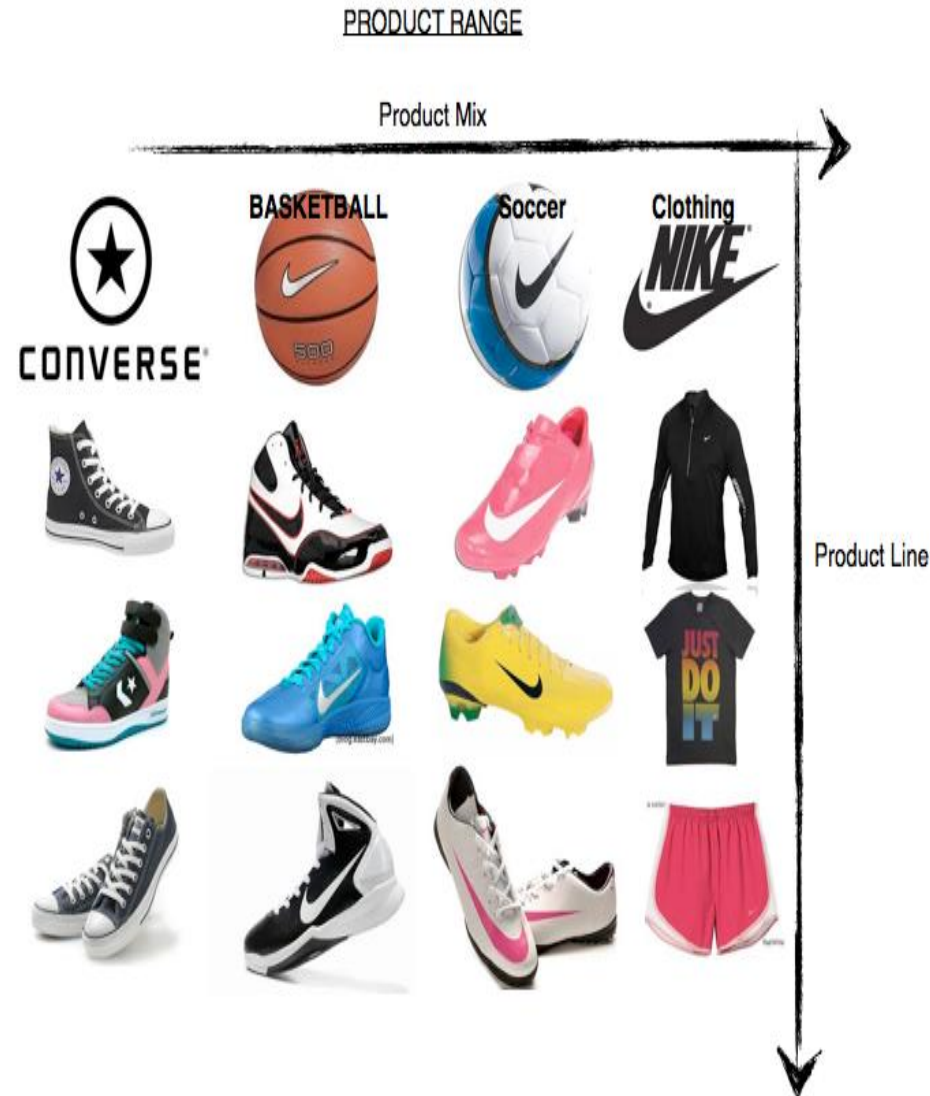 PRODUCT RANGE
Product Mix
BASKETBALL
Soccer
Clothing
NIKE
CONVERSE®
500
Product Line
JUST
DO
IT